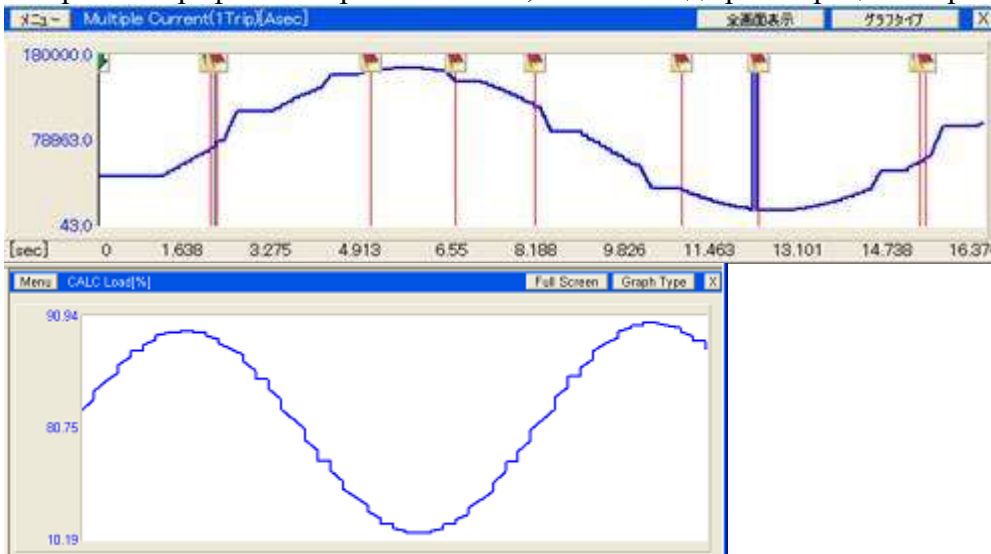 メニュー Multiple Current(1Trip)[Asec] 全画面表示 グラフタイプ X
180000.0
78963.0
43.0
[sec] 0 1.638 3.275 4.913 6.55 8.188 9.826 11.463 13.101 14.738 16.376
Menu CALC Load[%] Full Screen Graph Type X
90.94
80.75
10.19